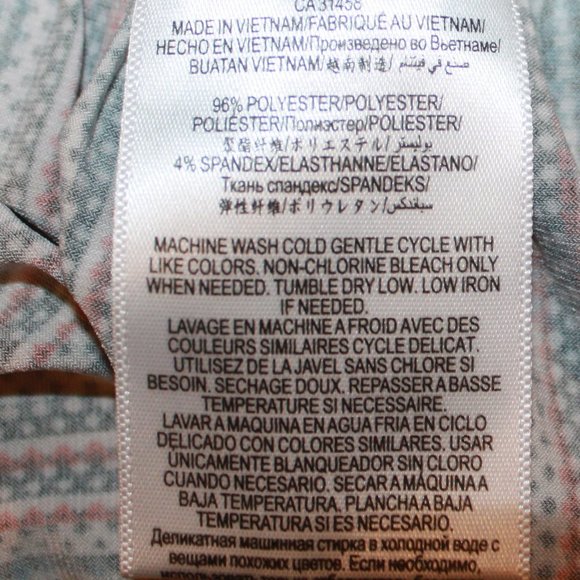 CA 31458
MADE IN VIETNAM/FABRIQUÉ AU VIETNAM/
HECHO EN VIETNAM/Произведено во Вьетнаме/
BUATAN VIETNAM/越南制造/صنع في فيتنام/
96% POLYESTER/POLYESTER/
POLIÉSTER/Полиэстер/POLIESTER/
聚酯纤维/ポリエステル/بوليستر
4% SPANDEX/ELASTHANNE/ELASTANO/
Ткань спандекс/SPANDEKS/
弹性纤维/ポリウレタン/سباندكس
MACHINE WASH COLD GENTLE CYCLE WITH
LIKE COLORS. NON-CHLORINE BLEACH ONLY
WHEN NEEDED. TUMBLE DRY LOW. LOW IRON
IF NEEDED.
LAVAGE EN MACHINE A FROID AVEC DES
COULEURS SIMILAIRES CYCLE DELICAT.
UTILISEZ DE LA JAVEL SANS CHLORE SI
BESOIN. SECHAGE DOUX. REPASSER A BASSE
TEMPERATURE SI NECESSAIRE.
LAVAR A MAQUINA EN AGUA FRIA EN CICLO
DELICADO CON COLORES SIMILARES. USAR
ÚNICAMENTE BLANQUEADOR SIN CLORO
CUANDO NECESARIO. SECAR A MÁQUINA A
BAJA TEMPERATURA. PLANCHA A BAJA
TEMPERATURA SI ES NECESARIO.
Деликатная машинная стирка в холодной воде с
вещами похожих цветов. Если необходимо,
использовать